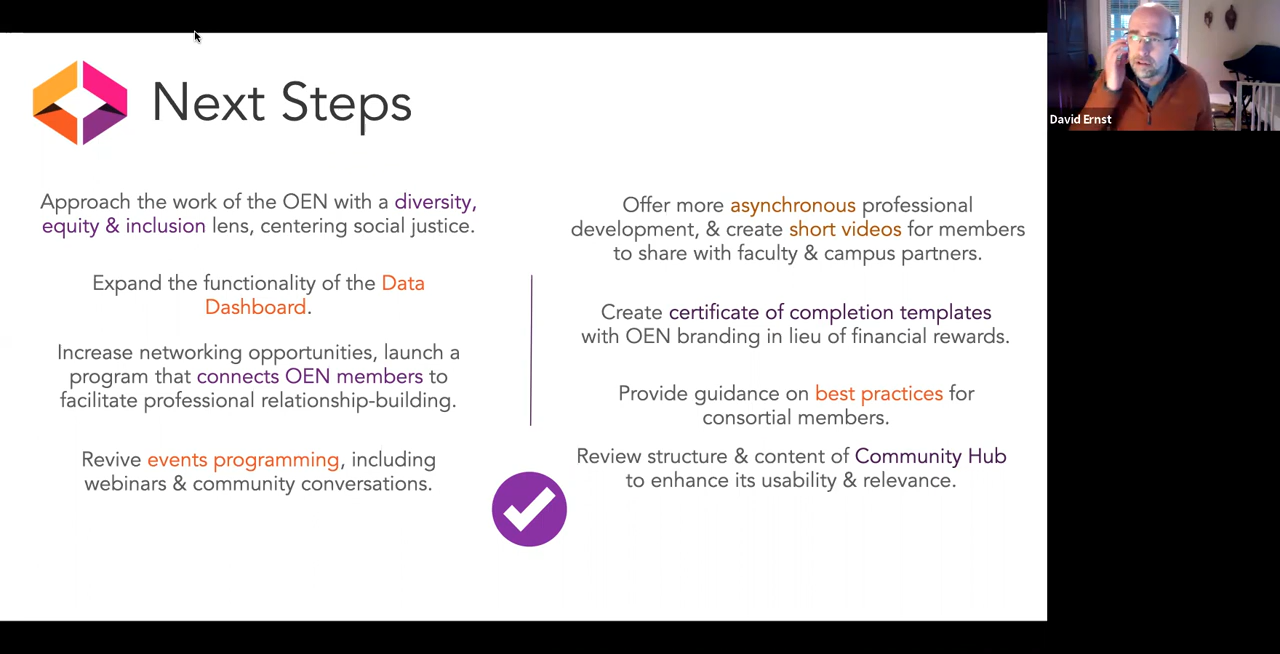 Next Steps
Approach the work of the OEN with a diversity,
equity & inclusion lens, centering social justice.
Expand the functionality of the Data
Dashboard.
Increase networking opportunities, launch a
program that connects OEN members to
facilitate professional relationship-building.
Revive events programming, including
webinars & community conversations.
Offer more asynchronous professional
development, & create short videos for members
to share with faculty & campus partners.
Create certificate of completion templates
with OEN branding in lieu of financial rewards.
Provide guidance on best practices for
consortial members.
Review structure & content of Community Hub
to enhance its usability & relevance.
David Ernst